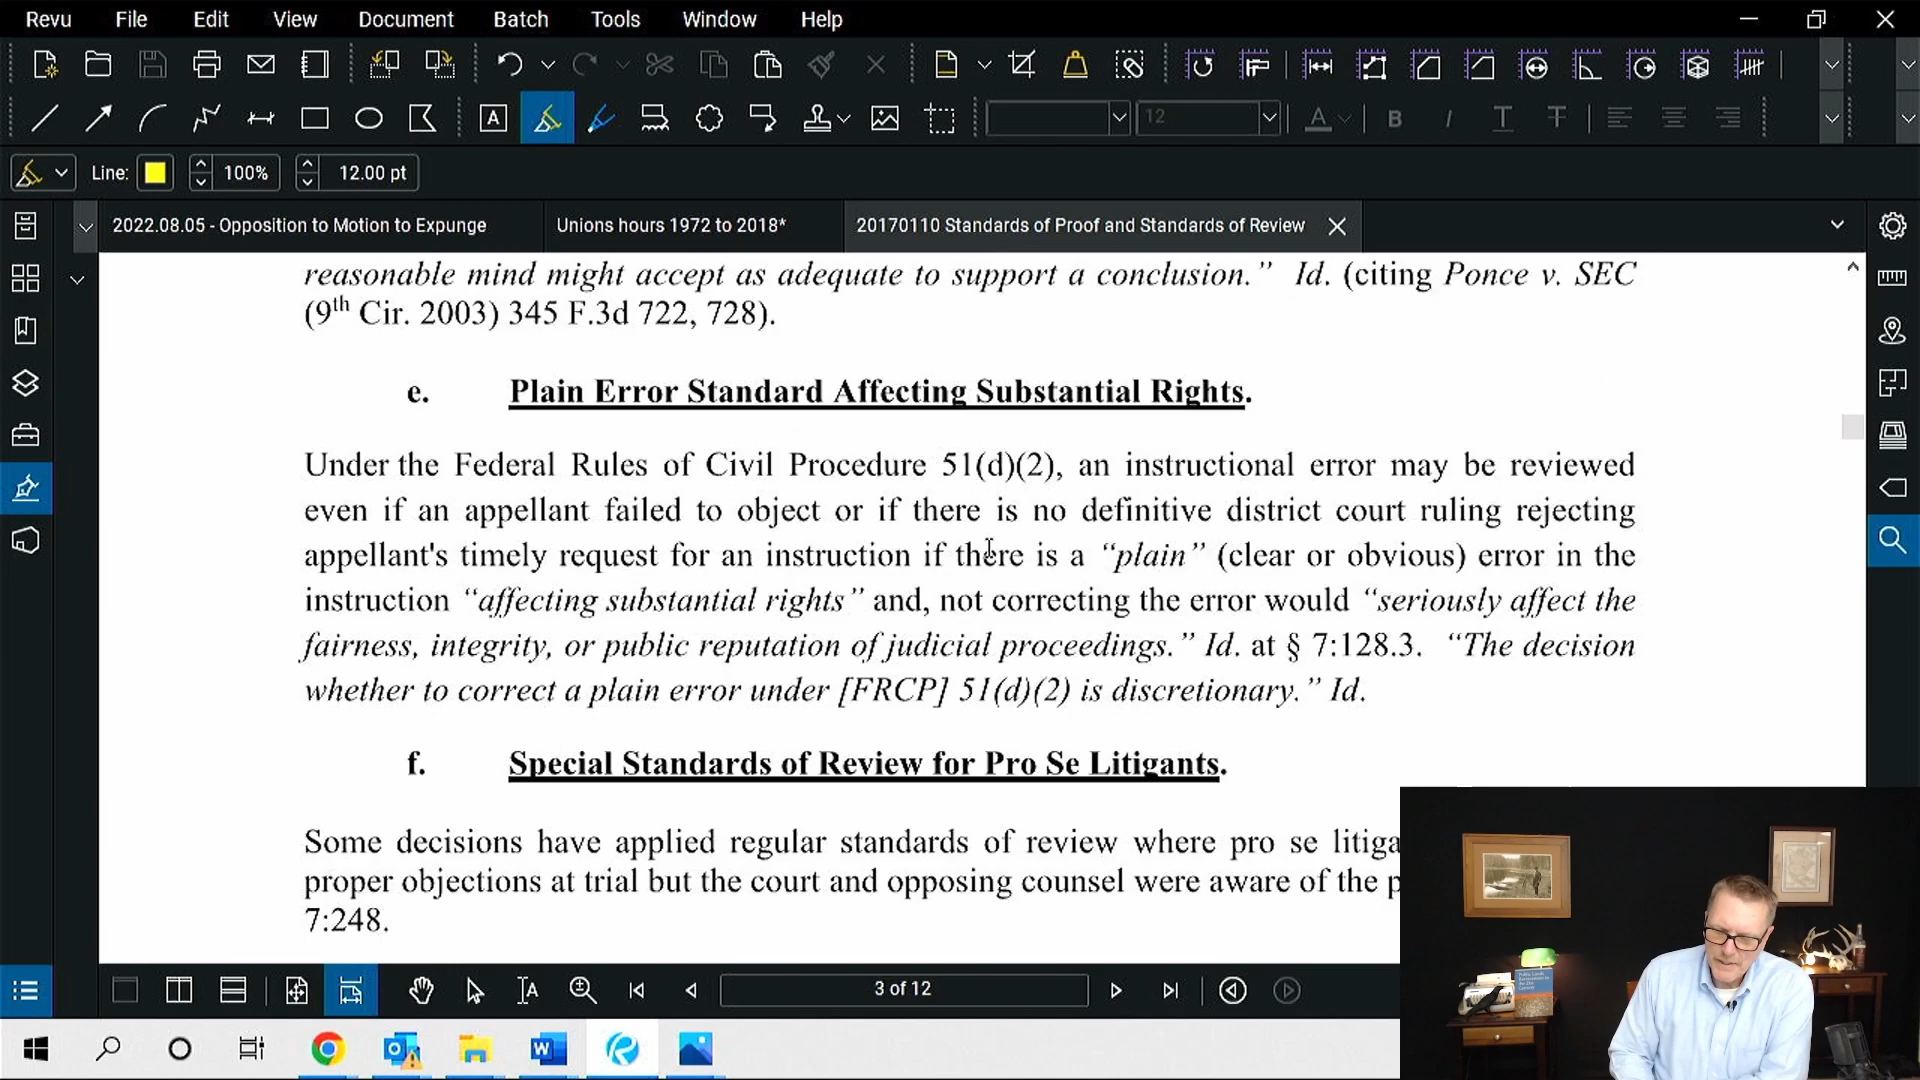 Revu File Edit View Document Batch Tools Window Help
12
Line: 100% 12.00 pt
2022.08.05 - Opposition to Motion to Expunge Unions hours 1972 to 2018* 20170110 Standards of Proof and Standards of Review
reasonable mind might accept as adequate to support a conclusion.” Id. (citing Ponce v. SEC
(9th Cir. 2003) 345 F.3d 722, 728).
e. Plain Error Standard Affecting Substantial Rights.
Under the Federal Rules of Civil Procedure 51(d)(2), an instructional error may be reviewed
even if an appellant failed to object or if there is no definitive district court ruling rejecting
appellant's timely request for an instruction if there is a “plain” (clear or obvious) error in the
instruction “affecting substantial rights” and, not correcting the error would “seriously affect the
fairness, integrity, or public reputation of judicial proceedings.” Id. at § 7:128.3. “The decision
whether to correct a plain error under [FRCP] 51(d)(2) is discretionary.” Id.
f. Special Standards of Review for Pro Se Litigants.
Some decisions have applied regular standards of review where pro se litiga
proper objections at trial but the court and opposing counsel were aware of the p
7:248.
3 of 12